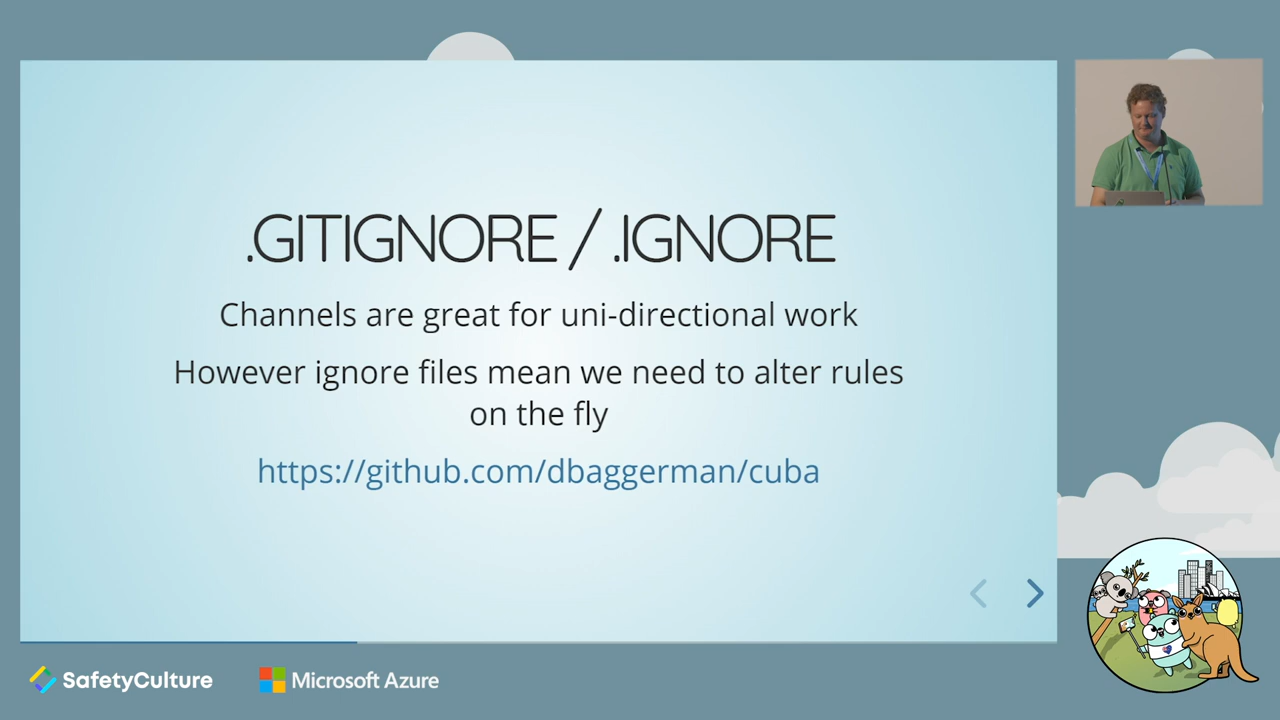 .GITIGNORE / .IGNORE
Channels are great for uni-directional work
However ignore files mean we need to alter rules
on the fly
https://github.com/dbaggerman/cuba
SafetyCulture
Microsoft Azure